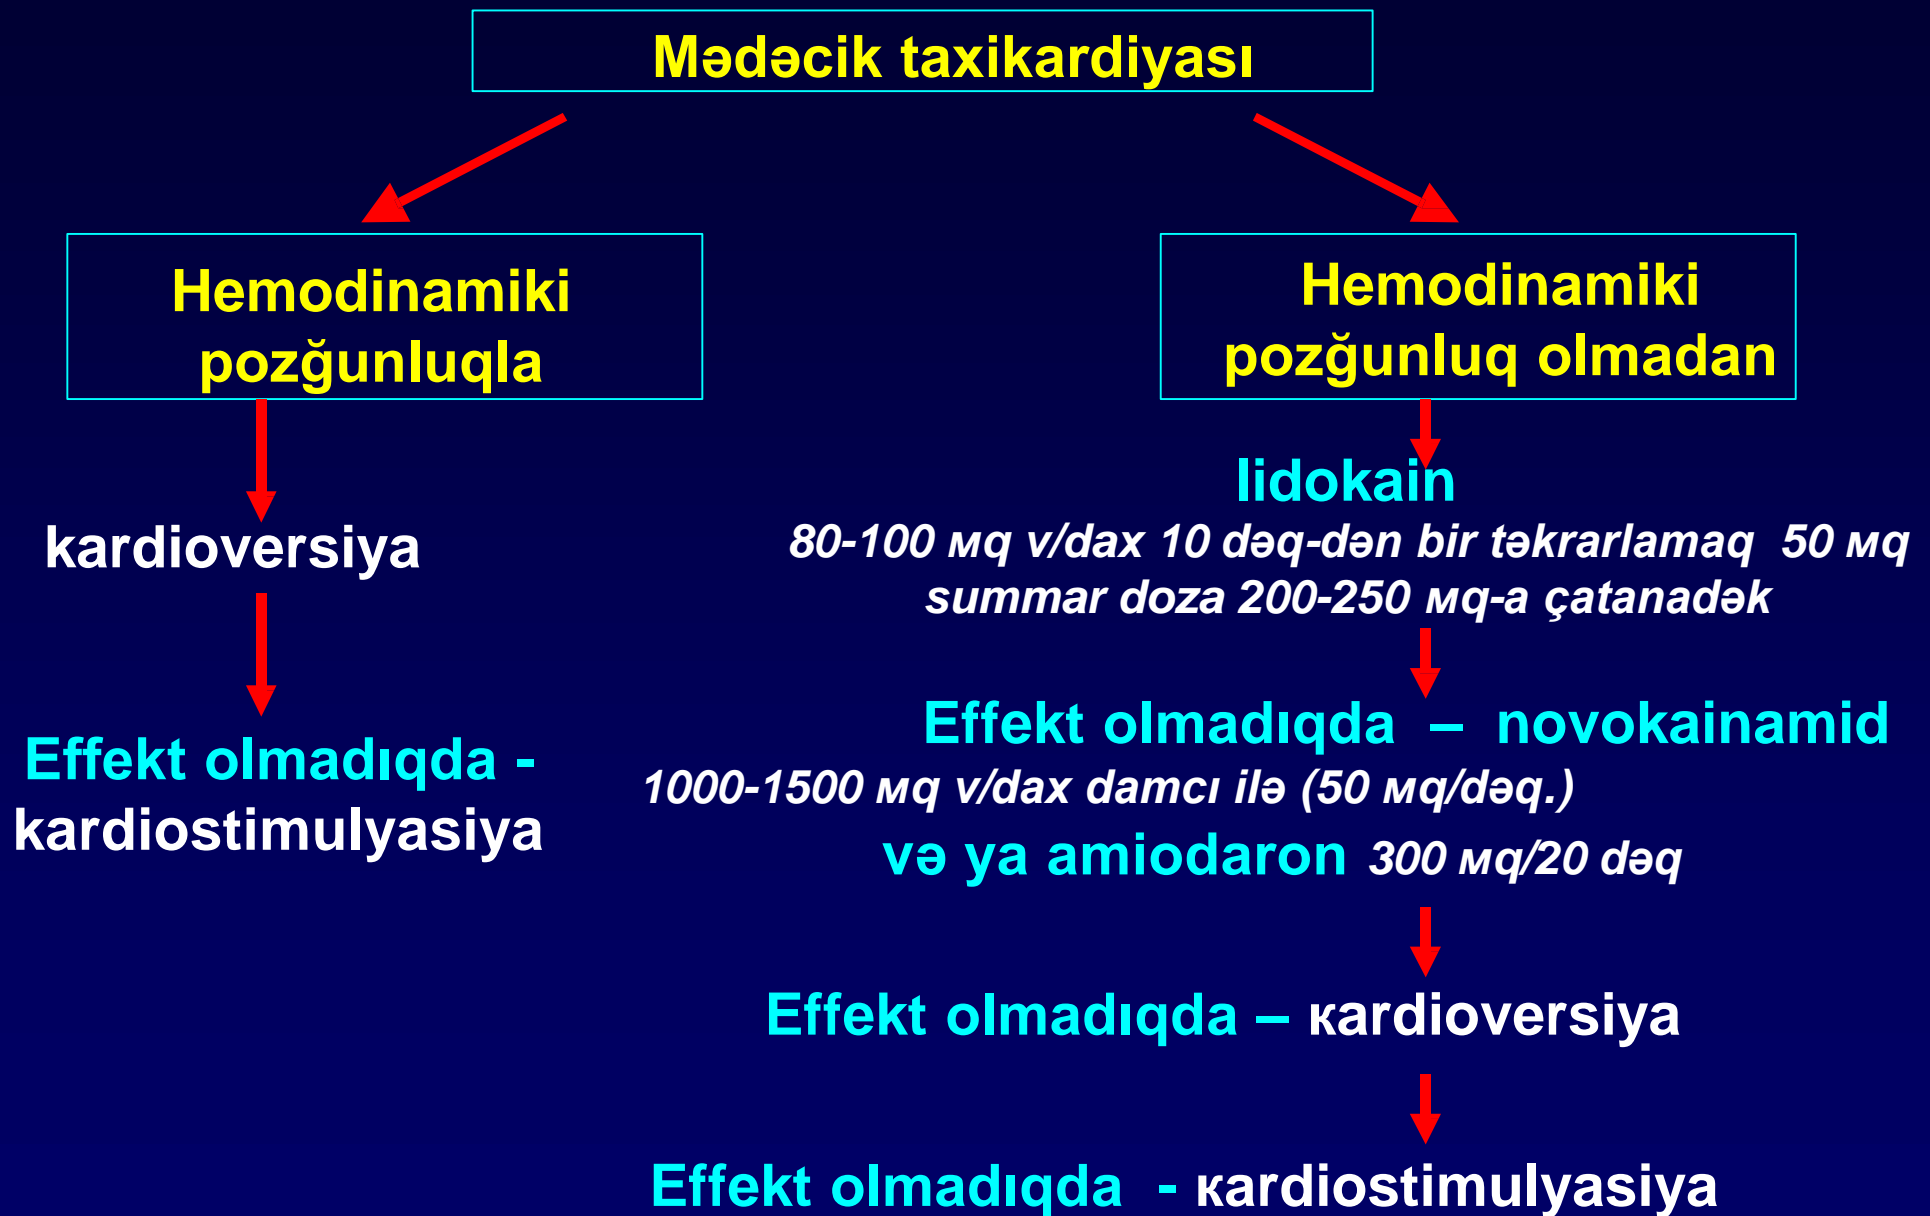 Mədəcik taxikardiyası
Hemodinamiki
pozğunluqla
kardioversiya
Effekt olmadıqda -
kardiostimulyasiya
Hemodinamiki
pozğunluq olmadan
lidokain
80-100 мq v/dax 10 dəq-dən bir təkrarlamaq 50 мq
summar doza 200-250 мq-a çatanadək
Effekt olmadıqda – novokainamid
1000-1500 мq v/dax damcı ilə (50 мq/dəq.)
və ya amiodaron 300 мq/20 dəq
Effekt olmadıqda – кardioversiya
Effekt olmadıqda - кardiostimulyasiya